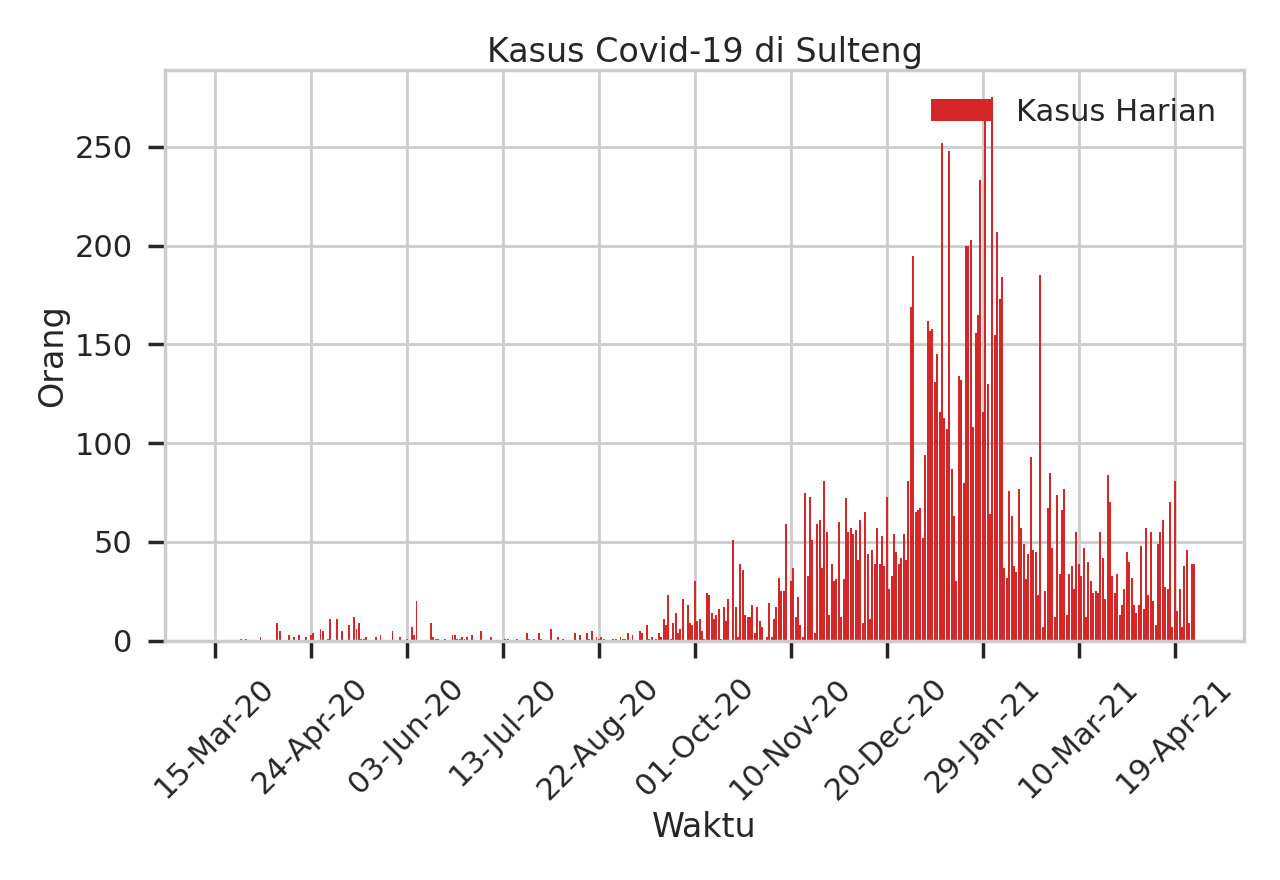 Kasus Covid-19 di Sulteng
Kasus Harian
Orang
250
200
150
100
50
0
15-Mar-20
24-Apr-20
03-Jun-20
13-Jul-20
22-Aug-20
01-Oct-20
10-Nov-20
20-Dec-20
29-Jan-21
10-Mar-21
19-Apr-21
Waktu